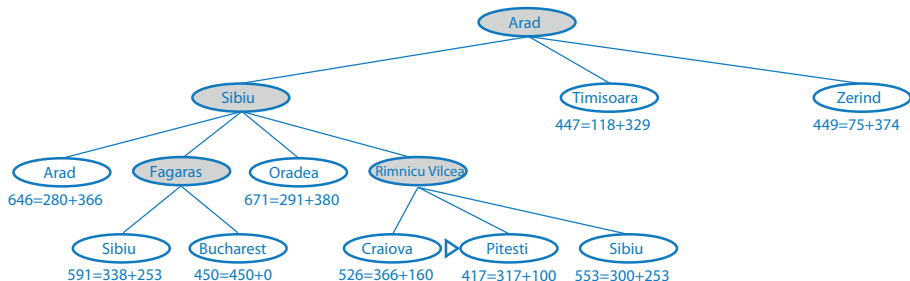 Arad
Sibiu Timisoara Zerind
447=118+329 449=75+374
Arad Fagaras Oradea Rimnicu Vilcea
646=280+366 671=291+380
Sibiu Bucharest Craiova Pitesti Sibiu
591=338+253 450=450+0 526=366+160 417=317+100 553=300+253